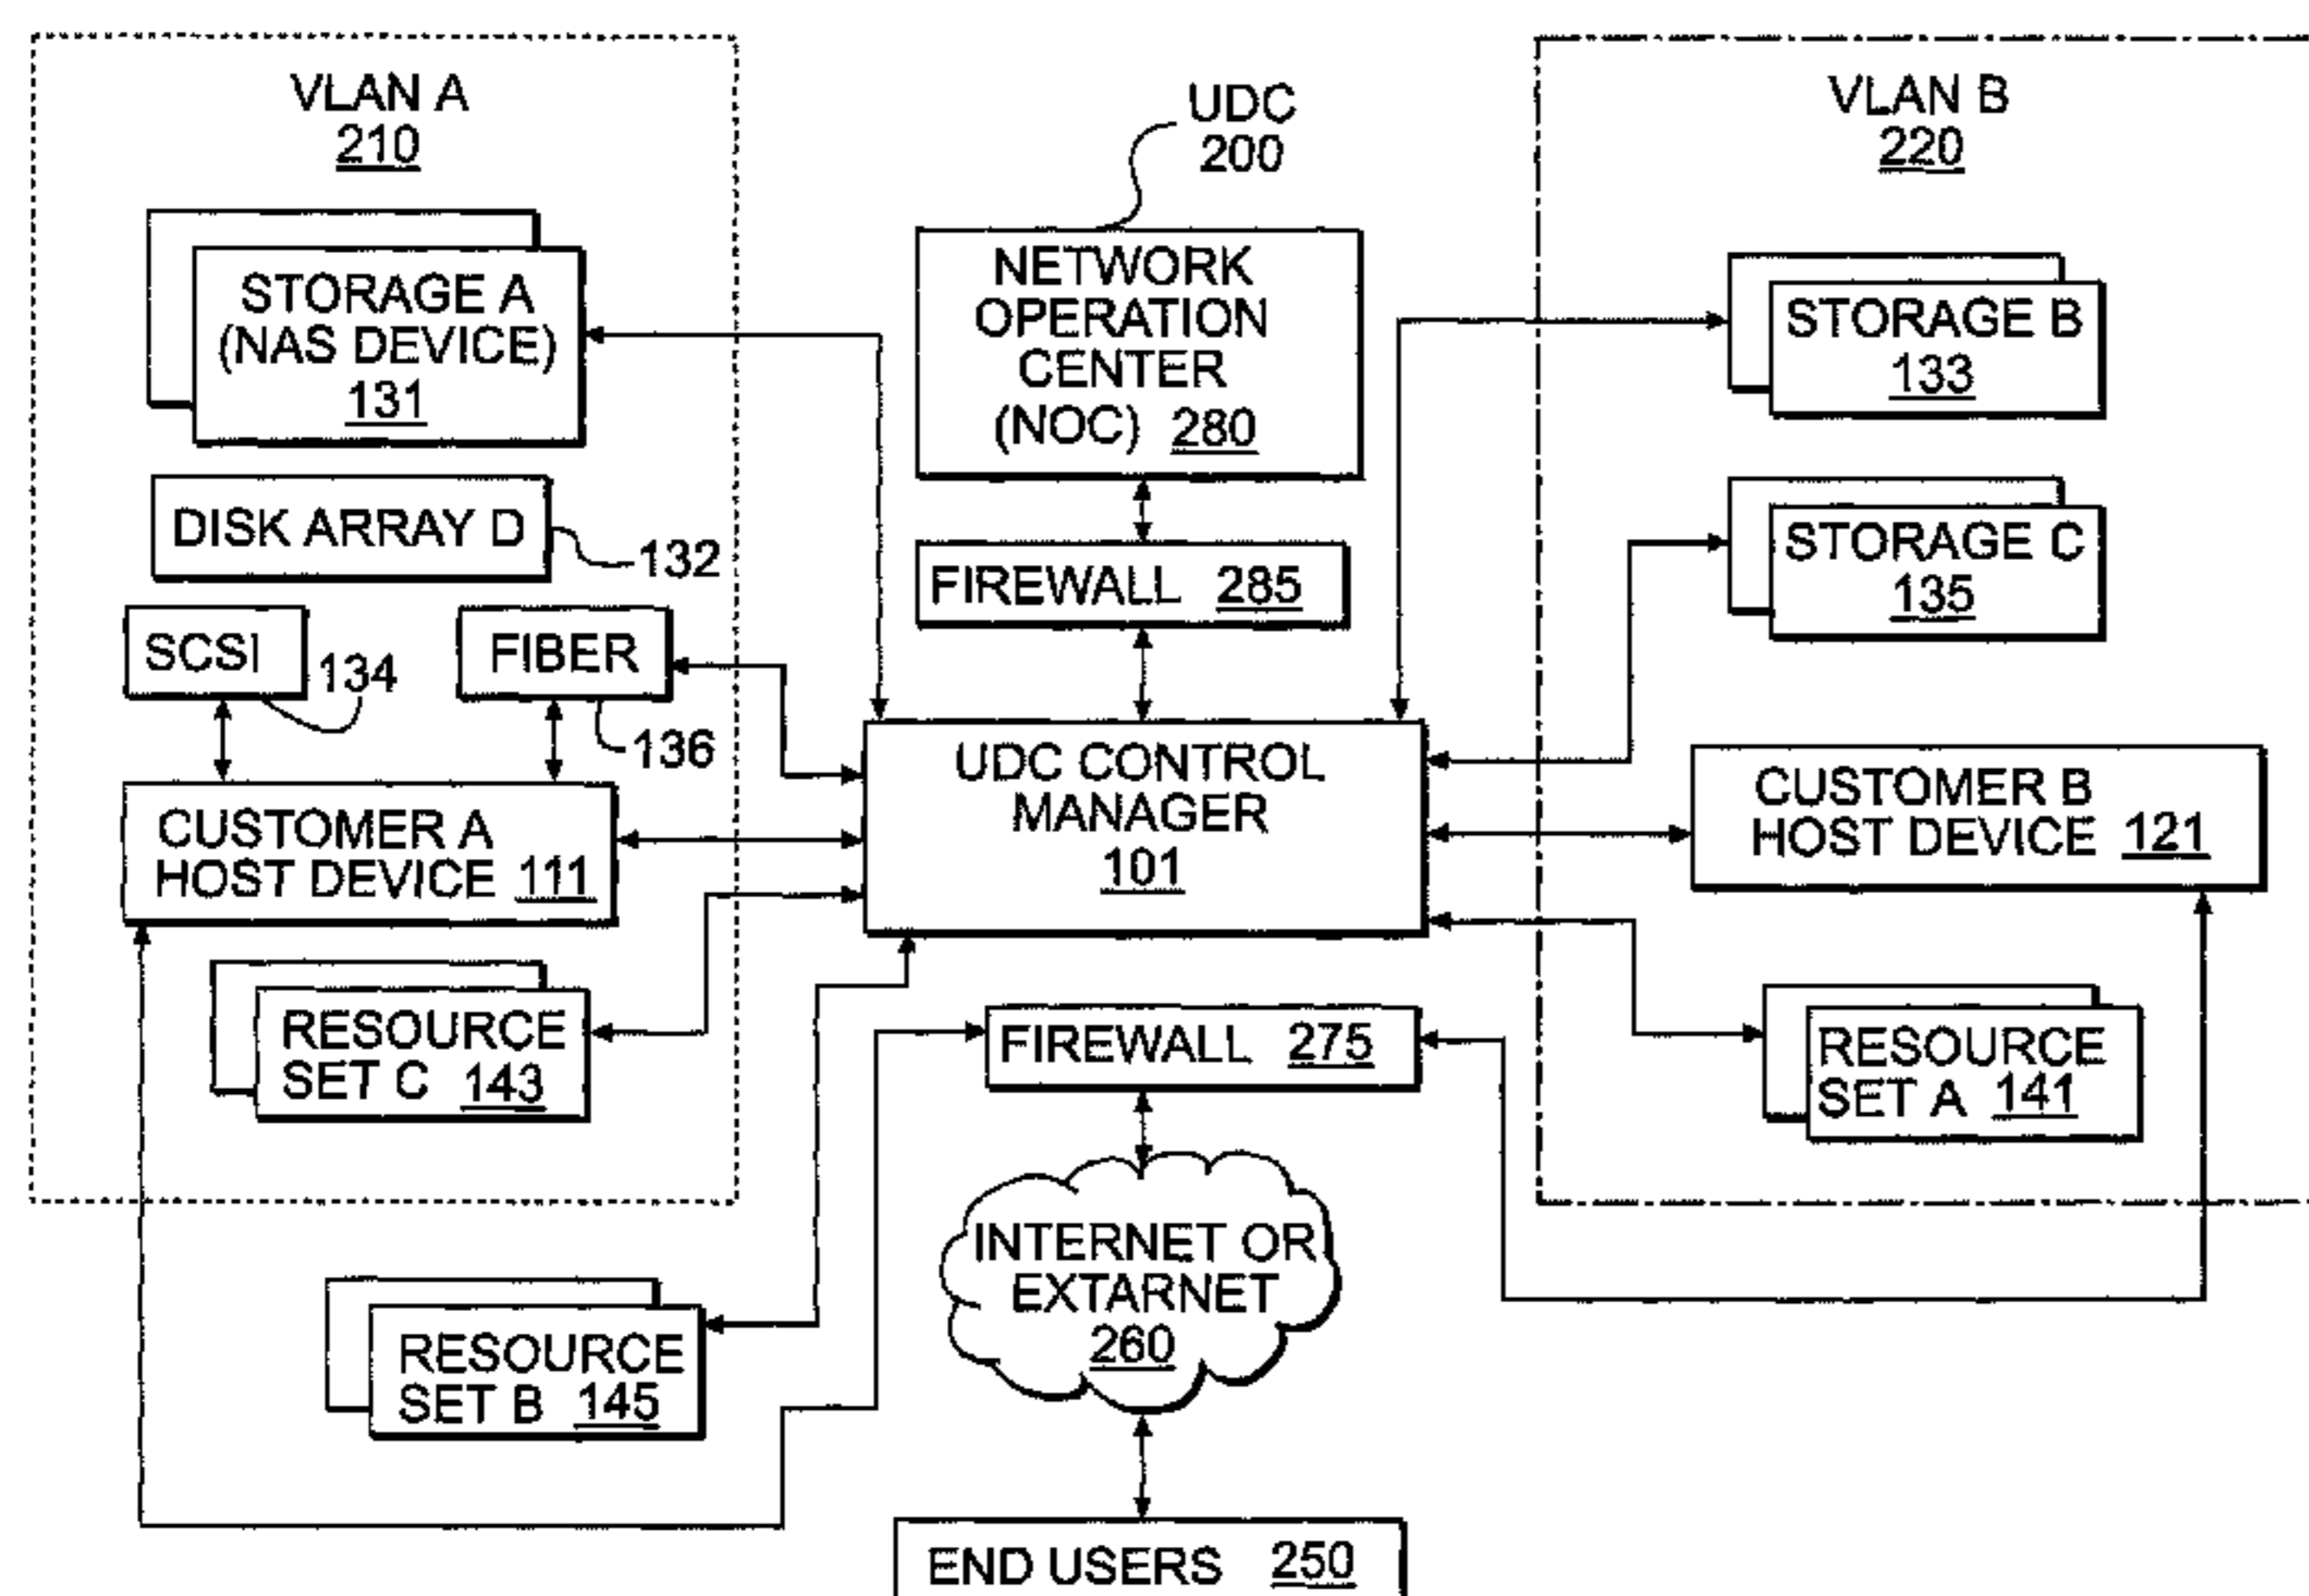 VLAN A
210
STORAGE A
(NAS DEVICE)
131
DISK ARRAY D
132
SCSI
134
FIBER
136
CUSTOMER A
HOST DEVICE 111
RESOURCE
SET C 143
RESOURCE
SET B 145
UDC
200
NETWORK
OPERATION
CENTER
(NOC) 280
FIREWALL 285
UDC CONTROL
MANAGER
101
FIREWALL 275
INTERNET OR
EXTARNET
260
END USERS 250
VLAN B
220
STORAGE B
133
STORAGE C
135
CUSTOMER B
HOST DEVICE 121
RESOURCE
SET A 141